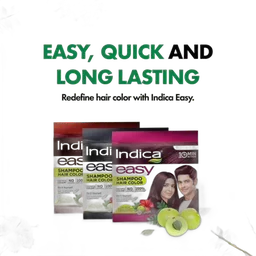 EASY, QUICK AND
LONG LASTING
Redefine hair color with Indica Easy.
Indica
easy
SHAMPOO
HAIR COLOR
Indica
easy
SHAMPOO
HAIR COLOR
Indica
easy
SHAMPOO
HAIR COLOR